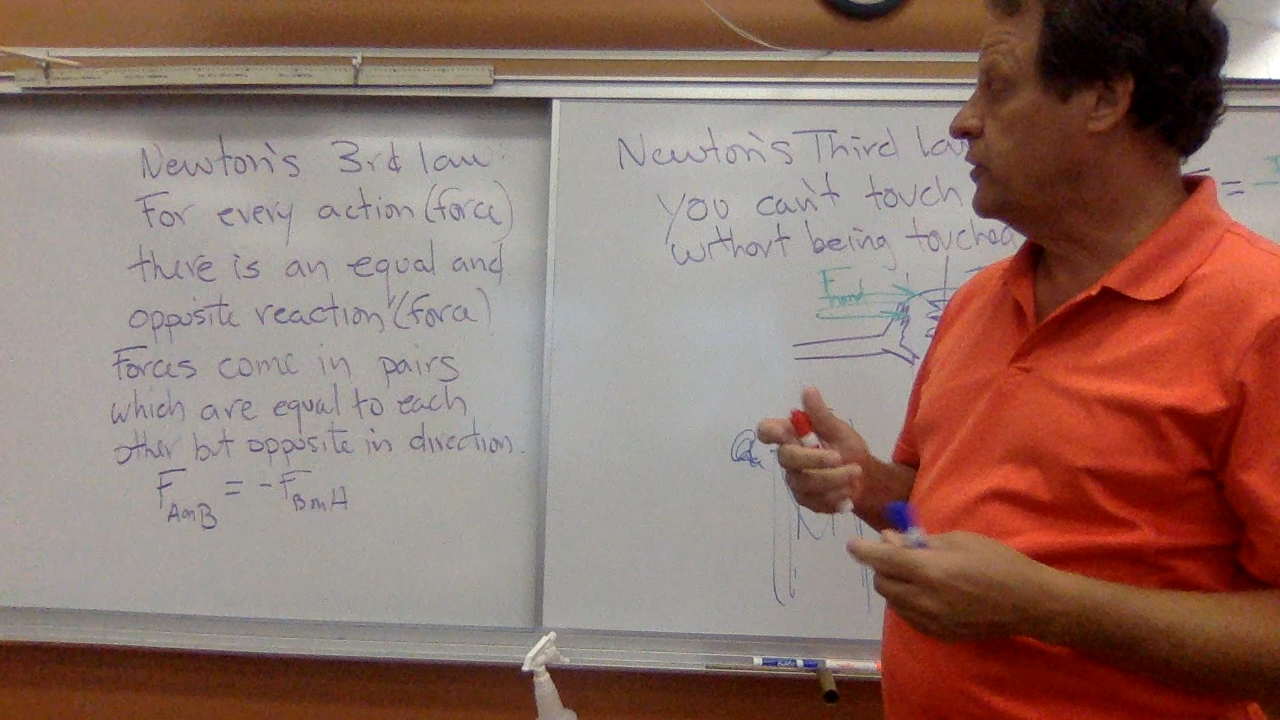 Newton's 3rd law
For every action (force)
there is an equal and
opposite reaction (force)
Forces come in pairs
which are equal to each
other but opposite in direction.
F AonB = -F BonA
Newton's Third
You can't touch
without being touched
F hand
=